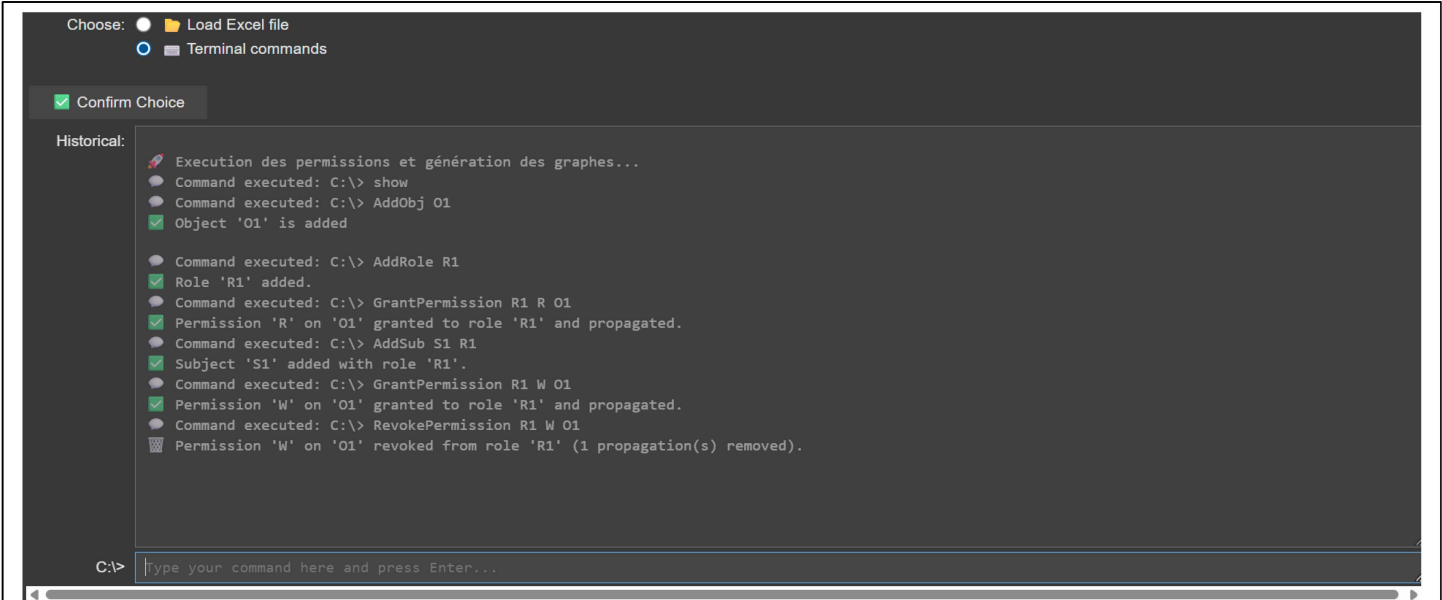 Choose: Load Excel file
Terminal commands
Confirm Choice
Historical:
Execution des permissions et génération des graphes...
Command executed: C:\> show
Command executed: C:\> AddObj O1
Object 'O1' is added
Command executed: C:\> AddRole R1
Role 'R1' added.
Command executed: C:\> GrantPermission R1 R O1
Permission 'R' on 'O1' granted to role 'R1' and propagated.
Command executed: C:\> AddSub S1 R1
Subject 'S1' added with role 'R1'.
Command executed: C:\> GrantPermission R1 W O1
Permission 'W' on 'O1' granted to role 'R1' and propagated.
Command executed: C:\> RevokePermission R1 W O1
Permission 'W' on 'O1' revoked from role 'R1' (1 propagation(s) removed).
C:\> Type your command here and press Enter...